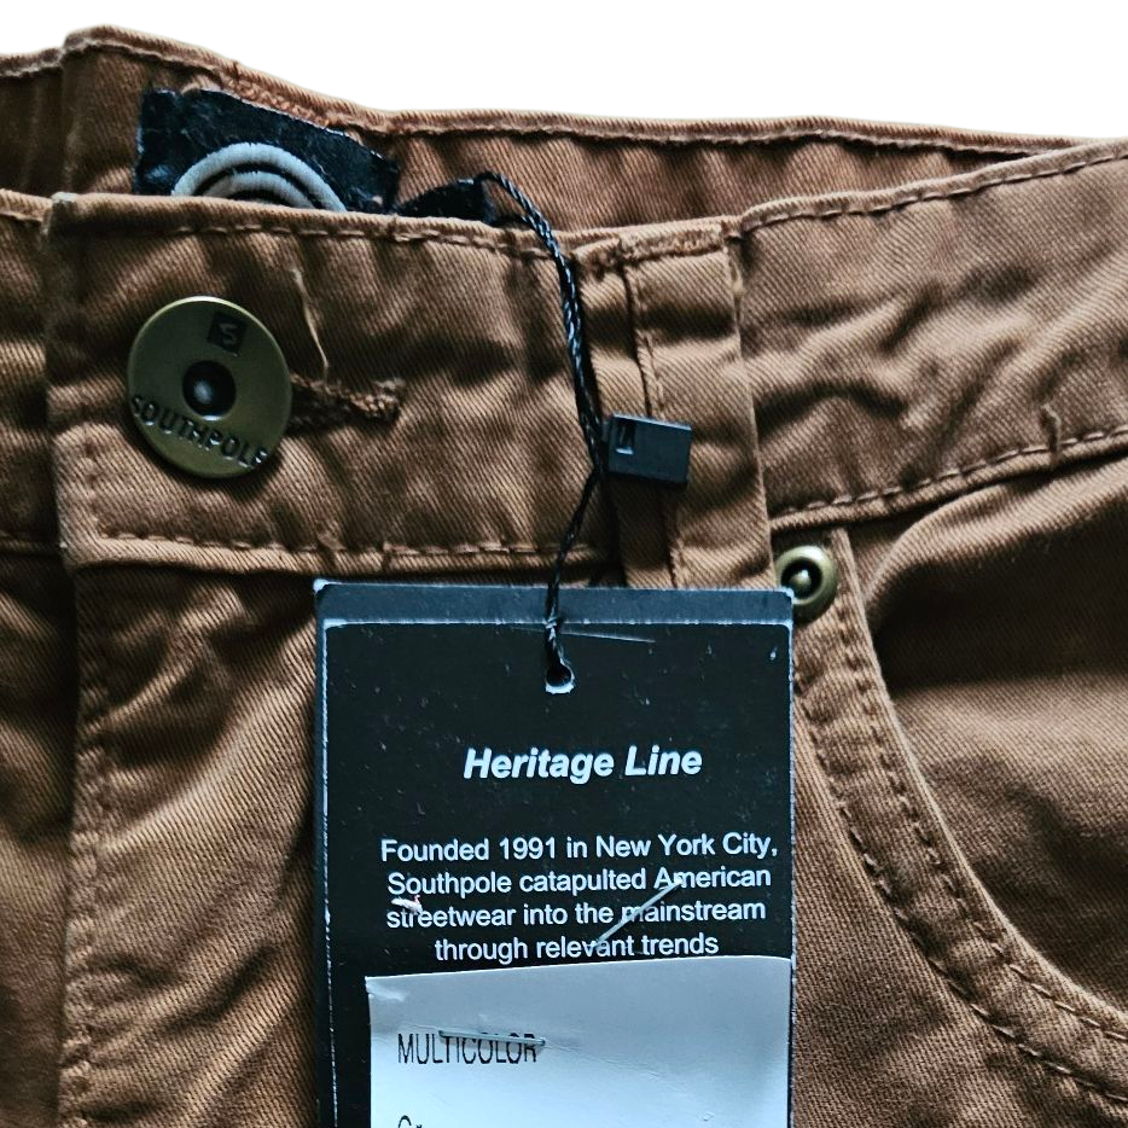 S
SOUTHPOLE
Heritage Line
Founded 1991 in New York City,
Southpole catapulted American
streetwear into the mainstream
through relevant trends
MULTICOLOR